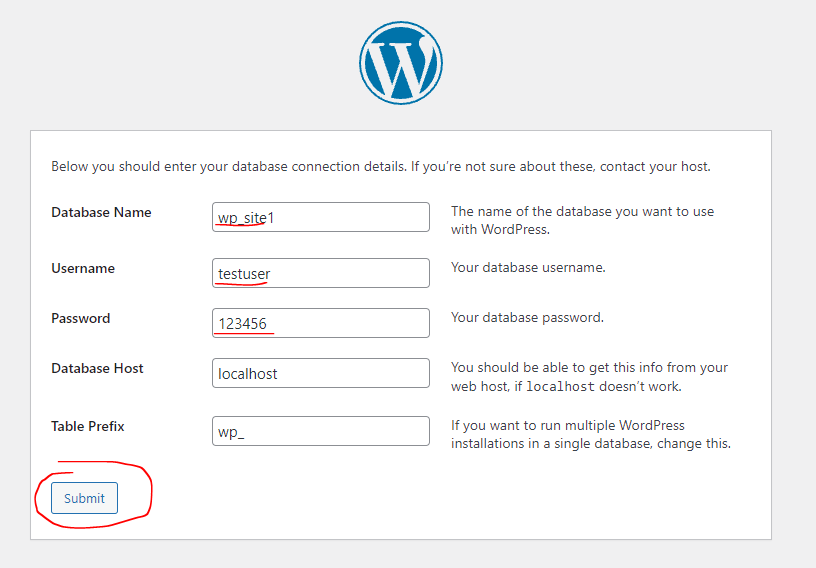 Below you should enter your database connection details. If you’re not sure about these, contact your host.
Database Name
wp_site1
The name of the database you want to use
with WordPress.
Username
testuser
Your database username.
Password
123456
Your database password.
Database Host
localhost
You should be able to get this info from your
web host, if localhost doesn’t work.
Table Prefix
wp_
If you want to run multiple WordPress
installations in a single database, change this.
Submit